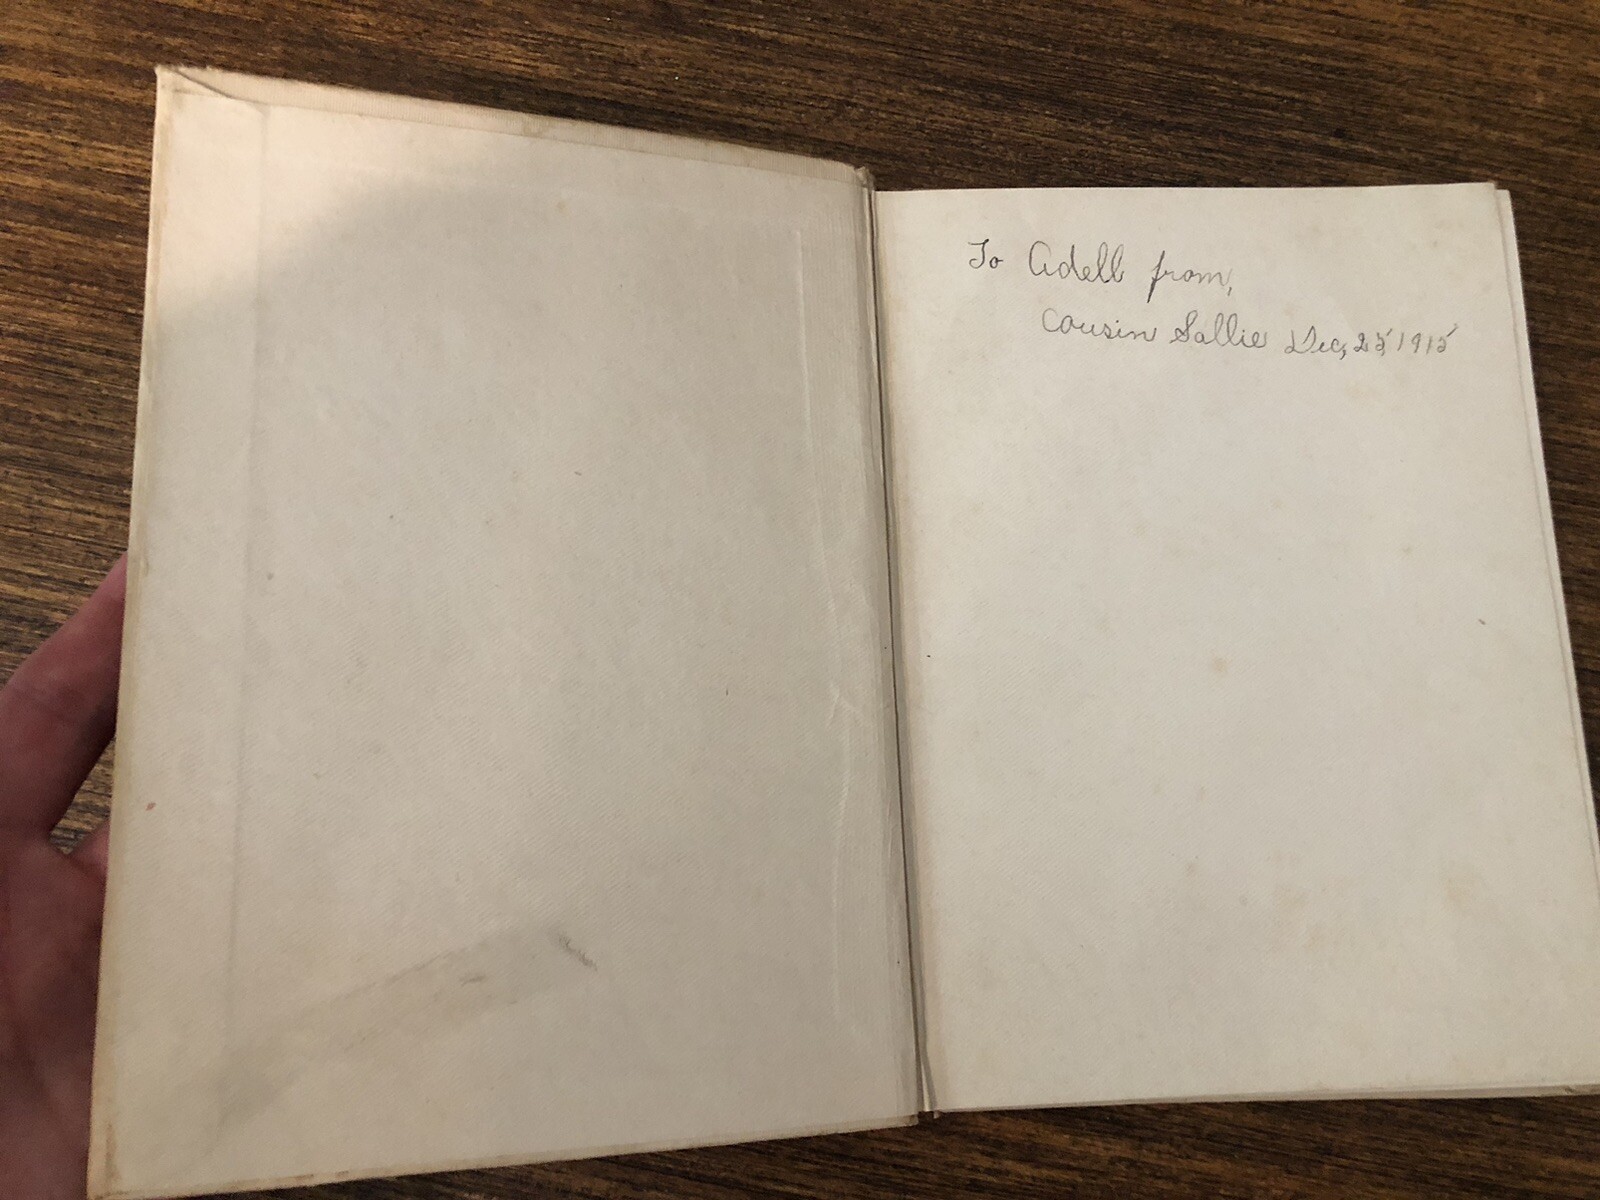 To Adell from,
Cousin Sallie Dec, 25 1915